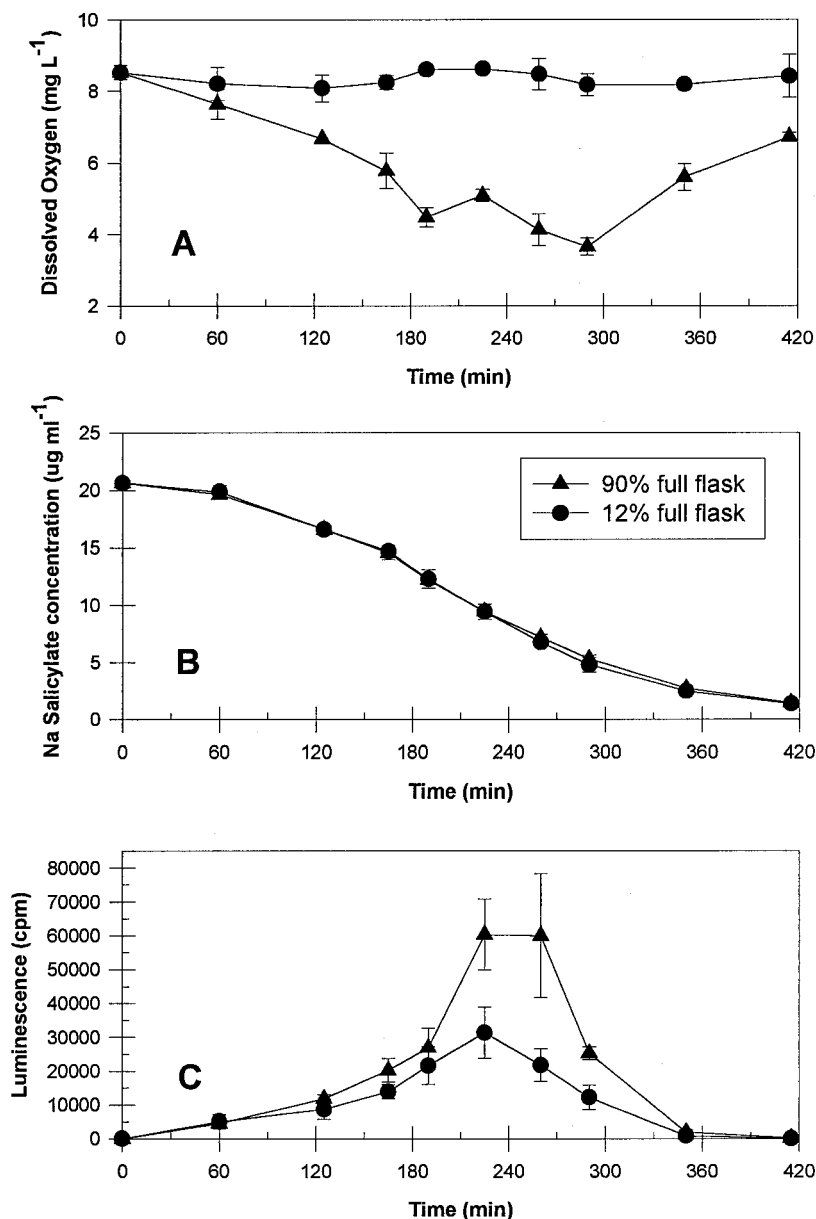 10
8
6
4
2
Dissolved Oxygen (mg L-1)
A
0 60 120 180 240 300 360 420
Time (min)
25
20
15
10
5
0
Na Salicylate concentration (ug ml-1)
90% full flask
12% full flask
B
0 60 120 180 240 300 360 420
Time (min)
80000
70000
60000
50000
40000
30000
20000
10000
0
Luminescence (cpm)
C
0 60 120 180 240 300 360 420
Time (min)